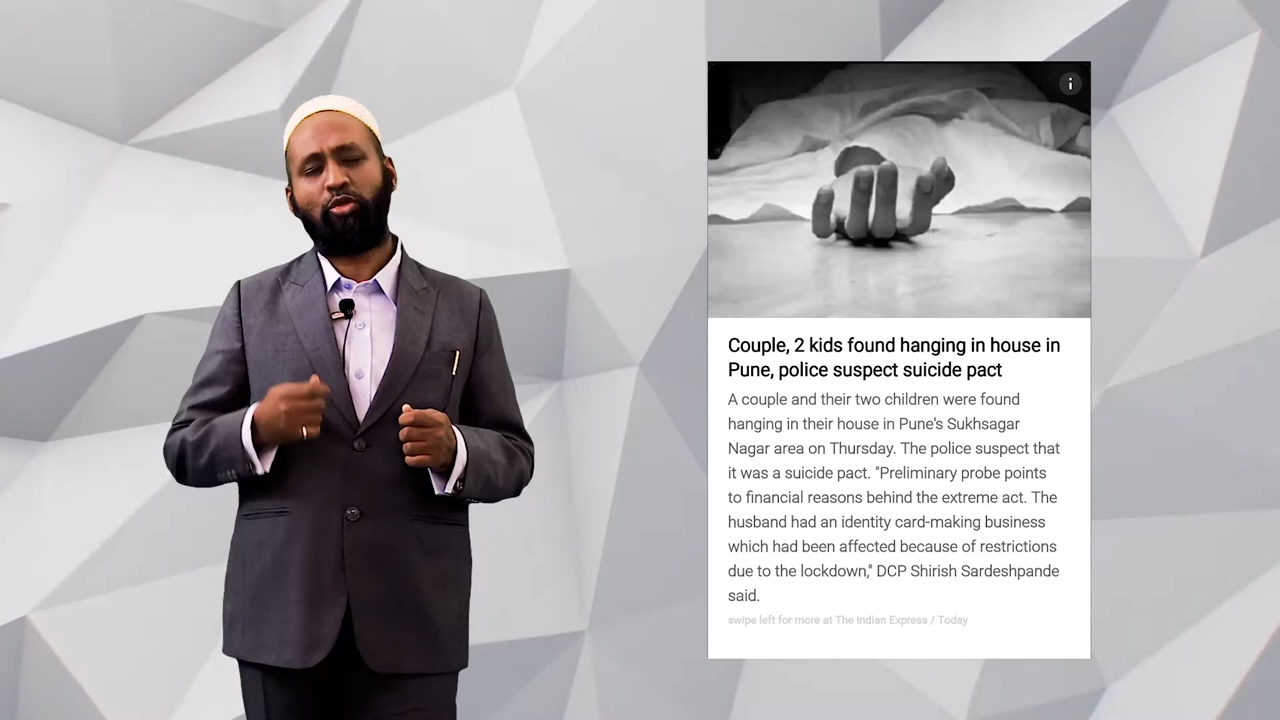 Couple, 2 kids found hanging in house in
Pune, police suspect suicide pact
A couple and their two children were found
hanging in their house in Pune's Sukhsagar
Nagar area on Thursday. The police suspect that
it was a suicide pact. "Preliminary probe points
to financial reasons behind the extreme act. The
husband had an identity card-making business
which had been affected because of restrictions
due to the lockdown," DCP Shirish Sardeshpande
said.
swipe left for more at The Indian Express / Today